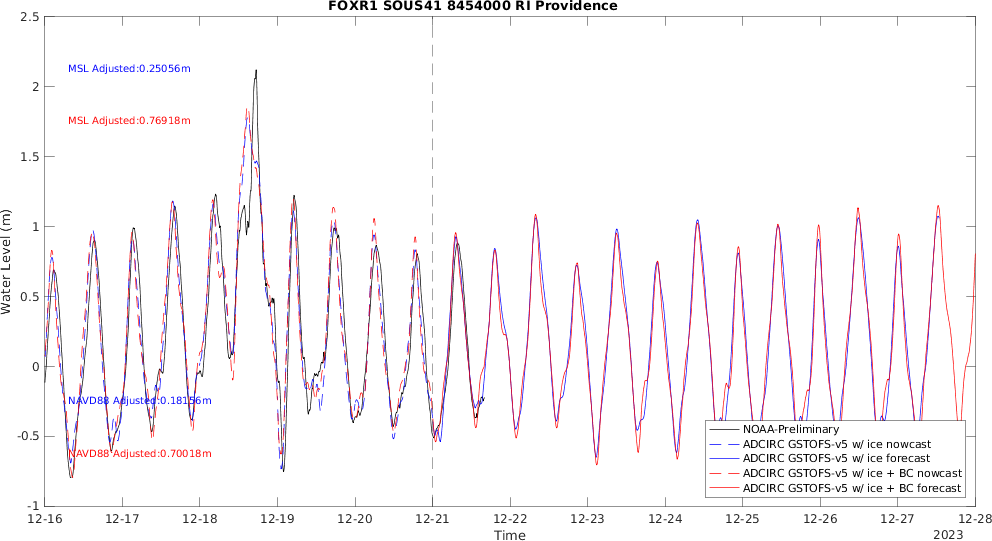 FOXR1 SOUS41 8454000 RI Providence
2.5
2
1.5
1
0.5
0
-0.5
-1
Water Level (m)
MSL Adjusted:0.25056m
MSL Adjusted:0.76918m
NAVD88 Adjusted:0.18156m
NAVD88 Adjusted:0.70018m
NOAA-Preliminary
ADCIRC GSTOFS-v5 w/ ice nowcast
ADCIRC GSTOFS-v5 w/ ice forecast
ADCIRC GSTOFS-v5 w/ ice + BC nowcast
ADCIRC GSTOFS-v5 w/ ice + BC forecast
12-16 12-17 12-18 12-19 12-20 12-21 12-22 12-23 12-24 12-25 12-26 12-27 12-28
Time
2023